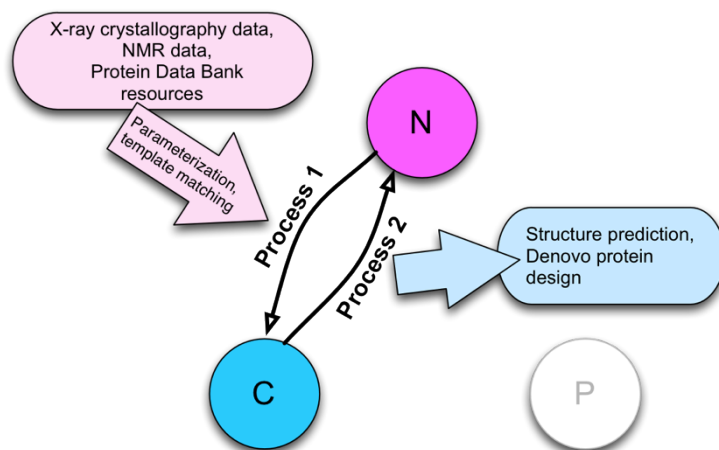 X-ray crystallography data,
NMR data,
Protein Data Bank
resources
Parameterization,
template matching
N
Process 1
Process 2
Structure prediction,
Denovo protein
design
C
P